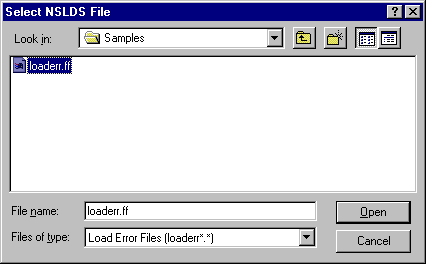 Select NSLDS File
Look in: Samples
loaderr.ff
File name: loaderr.ff Open
Files of type: Load Error Files (loaderr*.*) Cancel